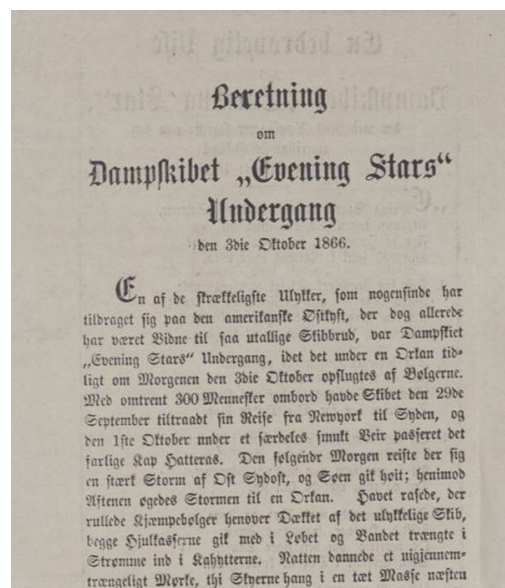 Beretning
om
Dampskibet „Evening Stars“
Undergang
den 3die Oktober 1866.
En af de skrækkeligste Ulykker, som nogensinde har
tildraget sig paa den amerikanske Østkyst, der dog allerede
har været Vidne til saa utallige Skibbrud, var Dampskiet
„Evening Stars“ Undergang, idet det under en Orkan tid-
ligt om Morgenen den 3die Oktober opslugtes af Bølgerne.
Med omtrent 300 Mennesker ombord havde Skibet den 29de
September tiltraadt sin Reise fra Newyork til Syden, og
den 1ste Oktober nnder et særdeles smukt Veir passeret det
farlige Kap Hatteras. Den følgendr Morgen reiste der sig
en stærk Storm af Ost Sydost, og Søen gik høit; henimod
Aftenen øgedes Stormen til en Orkan. Havet rasede, der
rullede Kjæmpebølger henover Dækket af det ulykkelige Skib,
begge Hjulkasserne gik med i Løbet og Vandet trængte i
Strømme ind i Kahytterne. Natten dannede et uigjennem-
trængeligt Mørke, thi Skyerne hang i en tæt Masse næsten